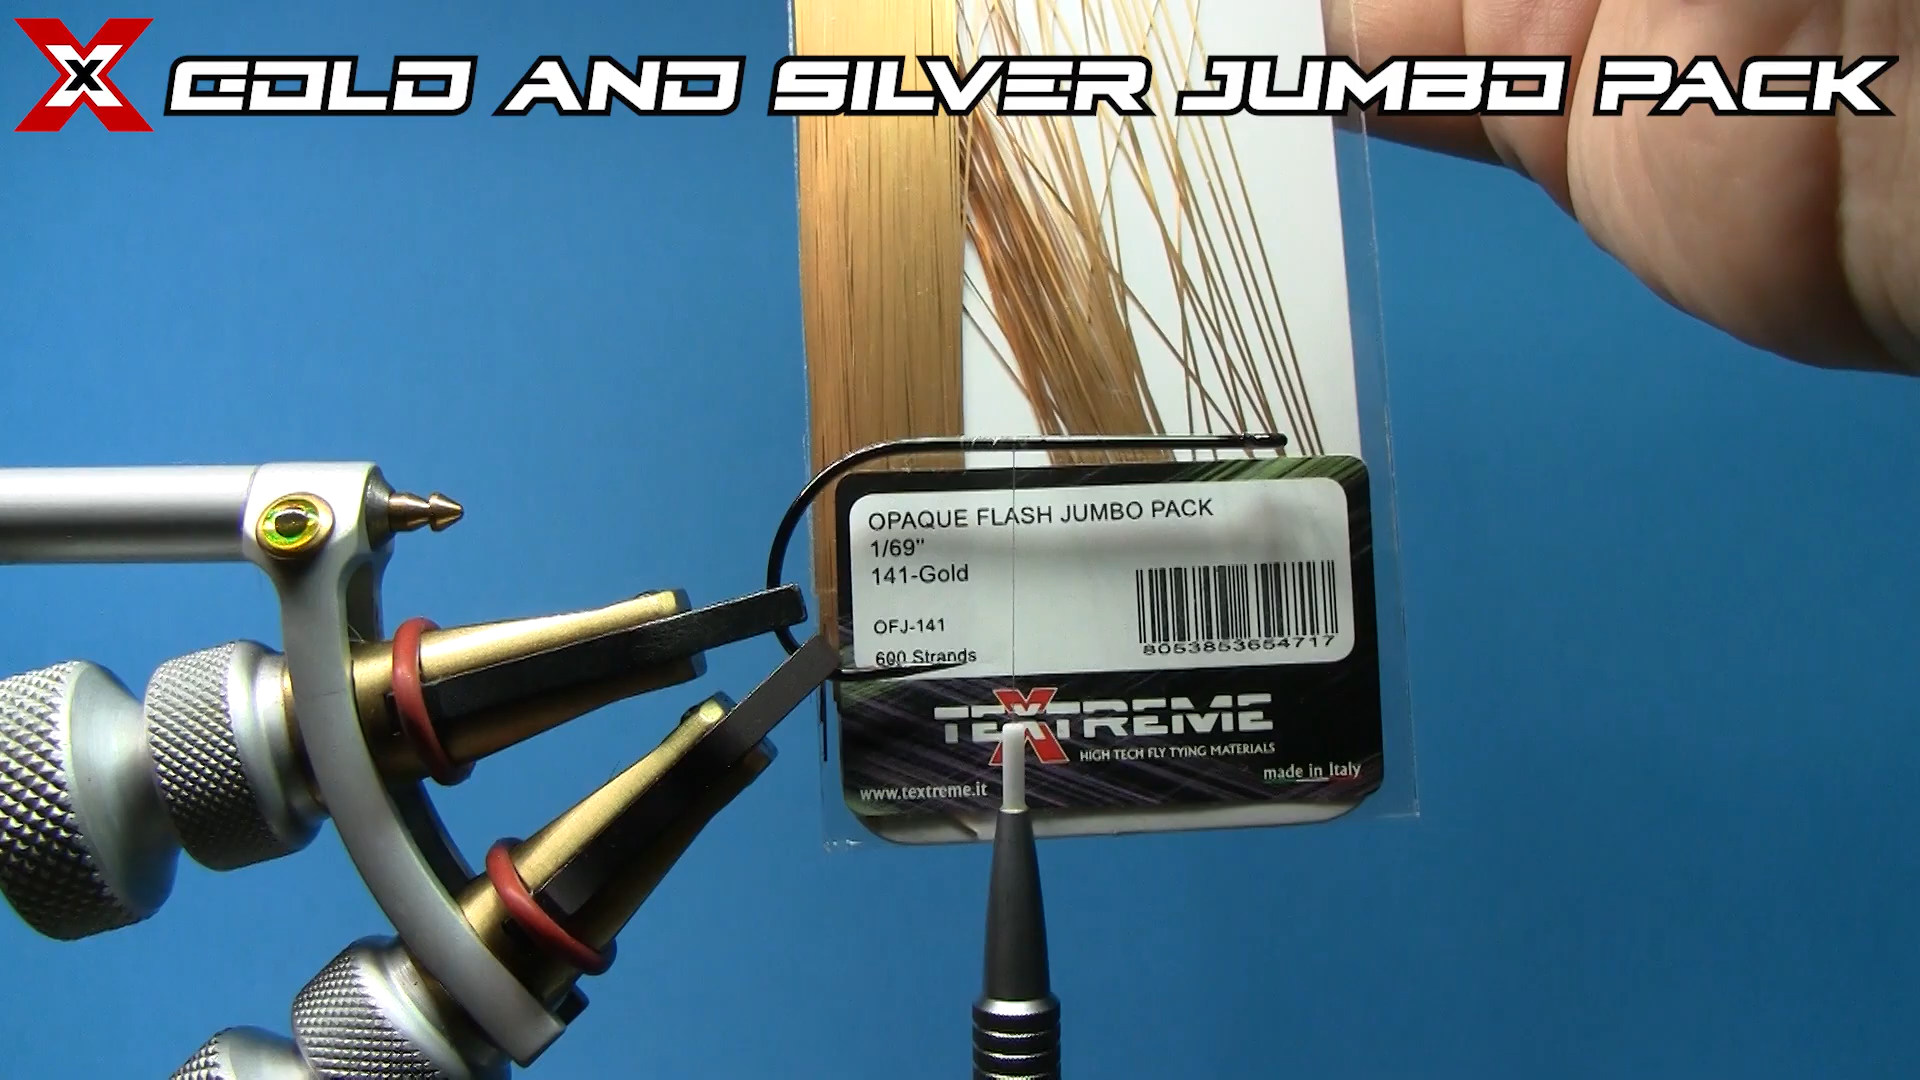 X GOLD AND SILVER JUMBO PACK
OPAQUE FLASH JUMBO PACK
1/69"
141-Gold
OFJ-141
600 Strands
8053853654717
TEXTREME
HIGH TECH FLY TYING MATERIALS
made in Italy
www.textreme.it